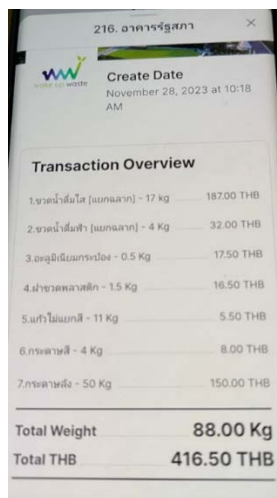 216. อาคารรัฐสภา
wake up waste
Create Date
November 28, 2023 at 10:18
AM
Transaction Overview
1.ขวดน้ำดื่มใส [แยกฉลาก] - 17 kg 187.00 THB
2.ขวดน้ำดื่มฟ้า [แยกฉลาก] - 4 Kg 32.00 THB
3.อะลูมิเนียมกระป๋อง - 0.5 Kg 17.50 THB
4.ฝาขวดพลาสติก - 1.5 Kg 16.50 THB
5.แก้วไม่แยกสี - 11 Kg 5.50 THB
6.กระดาษสี - 4 Kg 8.00 THB
7.กระดาษลัง - 50 Kg 150.00 THB
Total Weight 88.00 Kg
Total THB 416.50 THB